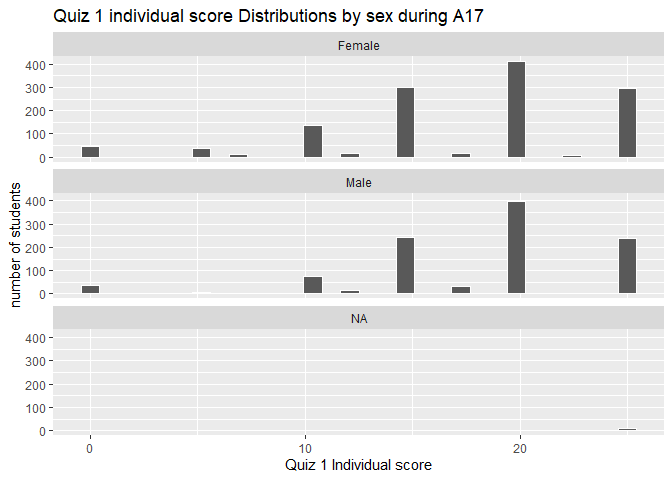 Quiz 1 individual score Distributions by sex during A17
Female
400
300
200
100
0
Male
400
300
200
100
0
NA
400
300
200
100
0
number of students
0 10 20
Quiz 1 Individual score